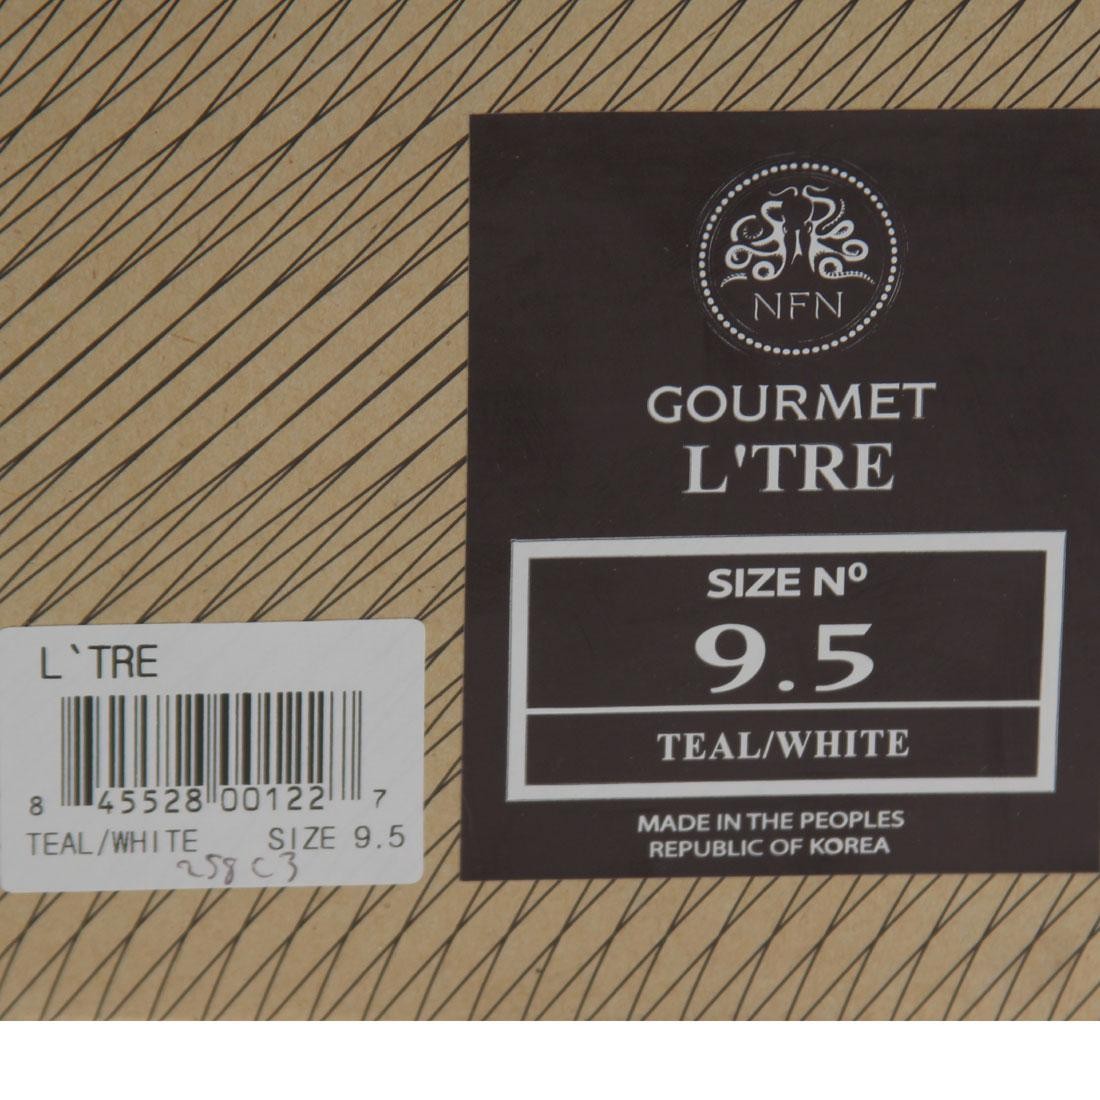 NFN
GOURMET
L'TRE
SIZE Nº
9.5
TEAL/WHITE
MADE IN THE PEOPLES
REPUBLIC OF KOREA
L`TRE
8 45528 00122 7
TEAL/WHITE SIZE 9.5
258 C3